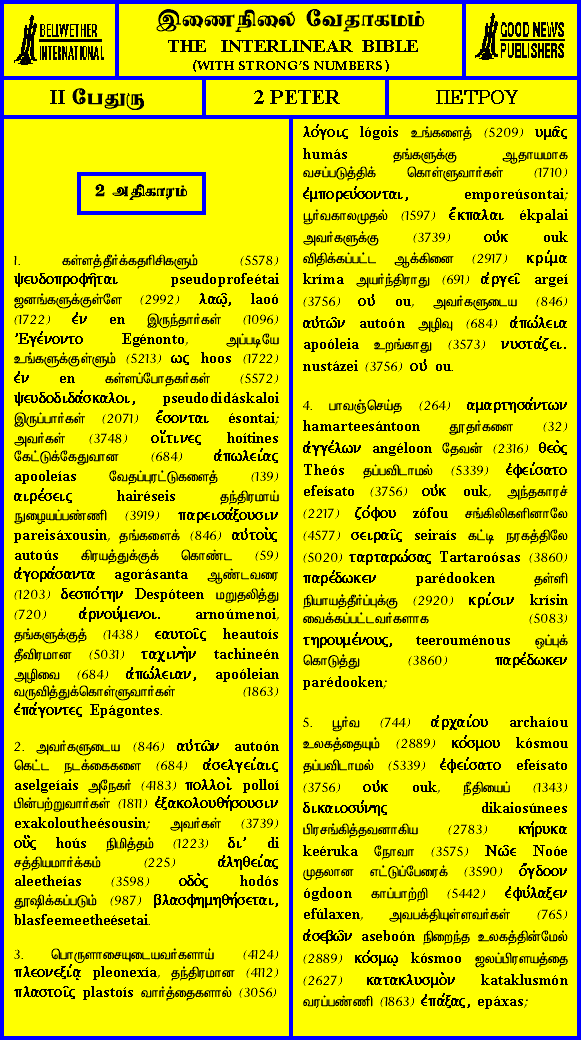 BELLWETHER
INTERNATIONAL
இணைநிலை வேதாகமம்
THE INTERLINEAR BIBLE
(WITH STRONG'S NUMBERS)
GOOD NEWS
PUBLISHERS
II பேதுரு
2 PETER
ΠΕΤΡΟΥ
2 அதிகாரம்
1. கள்ளத்தீர்க்கதரிசிகளும் (5578)
ψευδοπροφῆται pseudoprofeétai
ஜனங்களுக்குள்ளே (2992) λαῷ, laoó
(1722) ἐν en இருந்தார்கள் (1096)
Ἐγένοντο Egénonto, அப்படியே
உங்களுக்குள்ளும் (5213) ως hoos (1722)
ἐν en கள்ளப்போதகர்கள் (5572)
ψευδοδιδάσκαλοι, pseudodidáskaloi
இருப்பார்கள் (2071) ἔσονται ésontai;
அவர்கள் (3748) οἵτινες hoítines
கேட்டுக்கேதுவான (684) ἀπωλείας
apooleías வேதப்புரட்டுகளைத் (139)
αιρέσεις hairéseis தந்திரமாய்
நுழையப்பண்ணி (3919) παρεισάξουσιν
pareisáxousin, தங்களைக் (846) αὐτοὺς
autoús கிரயத்துக்குக் கொண்ட (59)
ἀγοράσαντα agorásanta ஆண்டவரை
(1203) δεσπότην Despóteen மறுதலித்து
(720) ἀρνούμενοι. arnoúmenoi,
தங்களுக்குத் (1438) εαυτοῖς heautoís
தீவிரமான (5031) ταχινὴν tachineén
அழிவை (684) ἀπώλειαν, apóoleian
வருவித்துக்கொள்ளுவார்கள் (1863)
ἐπάγοντες Epágontes.
2. அவர்களுடைய (846) αὐτῶν autoón
கெட்ட நடக்கைகளை (684) ἀσελγείαις
aselgeíais அநேகர் (4183) πολλοὶ polloí
பின்பற்றுவார்கள் (1811) ἐξακολουθήσουσιν
exakoloutheésousin; அவர்கள் (3739)
οὓς hoús நிமித்தம் (1223) δι' di
சத்தியமார்க்கம் (225) ἀληθείας
aleetheías (3598) οδὸς hodós
தூஷிக்கப்படும் (987) βλασφημηθήσεται,
blasfeemeetheésetai.
3. பொருளாசையுடையவர்களாய் (4124)
πλεονεξίᾳ pleonexía, தந்திரமான (4112)
πλαστοῖς plastoís வார்த்தைகளால் (3056)
λόγοις lógois உங்களைத் (5209) υμᾶς
humás தங்களுக்கு ஆதாயமாக
வசப்படுத்திக் கொள்ளுவார்கள் (1710)
ἐμπορεύσονται, emporeúsontai;
பூர்வகாலமுதல் (1597) ἔκπαλαι ékpalai
அவர்களுக்கு (3739) οὐκ ouk
விதிக்கப்பட்ட ஆக்கினை (2917) κρίμα
kríma அயர்ந்திராது (691) ἀργεῖ argeí
(3756) οὐ ou, அவர்களுடைய (846)
αὐτῶν autoón அழிவு (684) ἀπώλεια
apoóleia உறங்காது (3573) νυστάζει.
nustázei (3756) οὐ ou.
4. பாவஞ்செய்த (264) αμαρτησάντων
hamarteesántoon தூதர்களை (32)
ἀγγέλων angéloon தேவன் (2316) θεὸς
Theós தப்பவிடாமல் (5339) ἐφείσατο
efeísato (3756) οὐκ ouk, அந்தகாரச்
(2217) ζόφου zófou சங்கிலிகளினாலே
(4577) σειραῖς seiraís கட்டி நரகத்திலே
(5020) ταρταρώσας Tartaroósas (3860)
παρέδωκεν parédooken தள்ளி
நியாயத்தீர்ப்புக்கு (2920) κρίσιν krísin
வைக்கப்பட்டவர்களாக (5083)
τηρουμένους, teerouménous ஒப்புக்
கொடுத்து (3860) παρέδωκεν
parédooken;
5. பூர்வ (744) ἀρχαίου archaíou
உலகத்தையும் (2889) κόσμου kósmou
தப்பவிடாமல் (5339) ἐφείσατο efeísato
(3756) οὐκ ouk, நீதியைப் (1343)
δικαιοσύνης dikaiosúnees
பிரசங்கித்தவனாகிய (2783) κήρυκα
keéruka நோவா (3575) Νῶε Noóe
முதலான எட்டுப்பேரைக் (3590) ὄγδοον
ógdoon காப்பாற்றி (5442) ἐφύλαξεν
efúlaxen, அவபக்தியுள்ளவர்கள் (765)
ἀσεβῶν aseboón நிறைந்த உலகத்தின்மேல்
(2889) κόσμῳ kósmoo ஜலப்பிரளயத்தை
(2627) κατακλυσμὸν kataklusmón
வரப்பண்ணி (1863) ἐπάξας, epáxas;